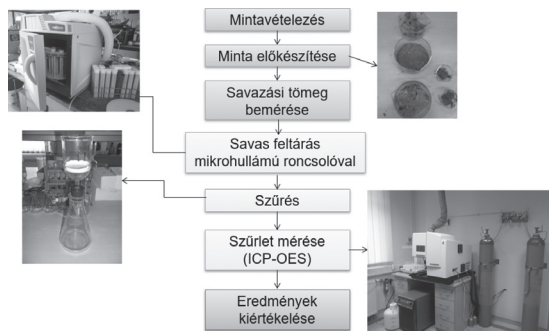 Mintavételezés
Minta előkészítése
Savazási tömeg
bemérése
Savas feltárás
mikrohullámú roncsolóval
Szűrés
Szűrlet mérése
(ICP-OES)
Eredmények
kiértékelése